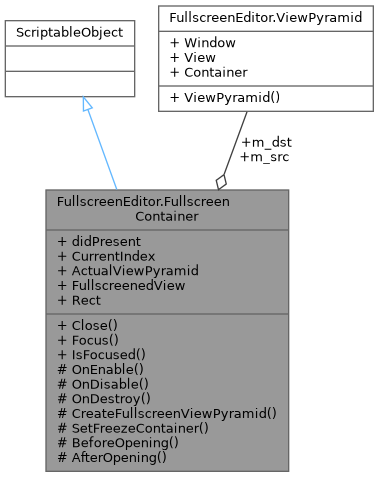 ScriptableObject
FullscreenEditor.ViewPyramid
+ Window
+ View
+ Container
+ ViewPyramid()
+m_dst
+m_src
FullscreenEditor.Fullscreen
Container
+ didPresent
+ CurrentIndex
+ ActualViewPyramid
+ FullscreenedView
+ Rect
+ Close()
+ Focus()
+ IsFocused()
# OnEnable()
# OnDisable()
# OnDestroy()
# CreateFullscreenViewPyramid()
# SetFreezeContainer()
# BeforeOpening()
# AfterOpening()